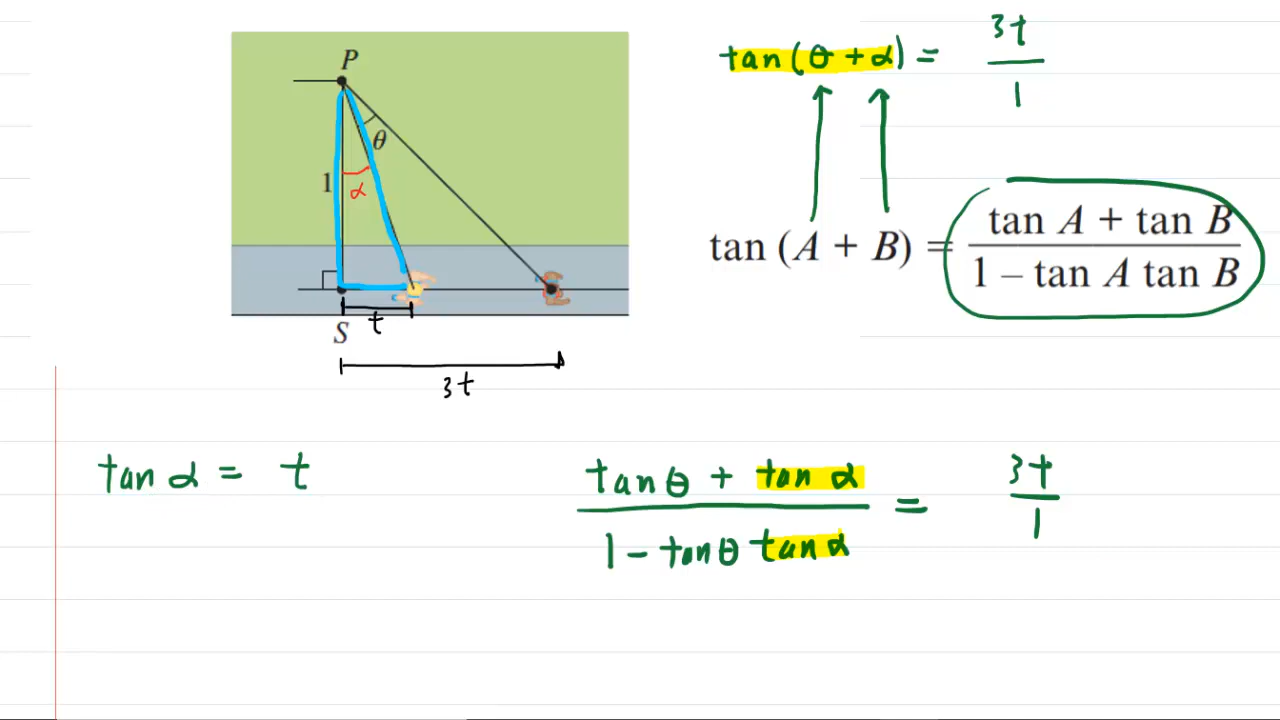 P
θ
1
α
S
t
3t
tan(θ + α) = 3t/1
tan (A + B) = (tan A + tan B)/(1 – tan A tan B)
tan α = t
(tan θ + tan α)/(1 – tan θ tan α) = 3t/1